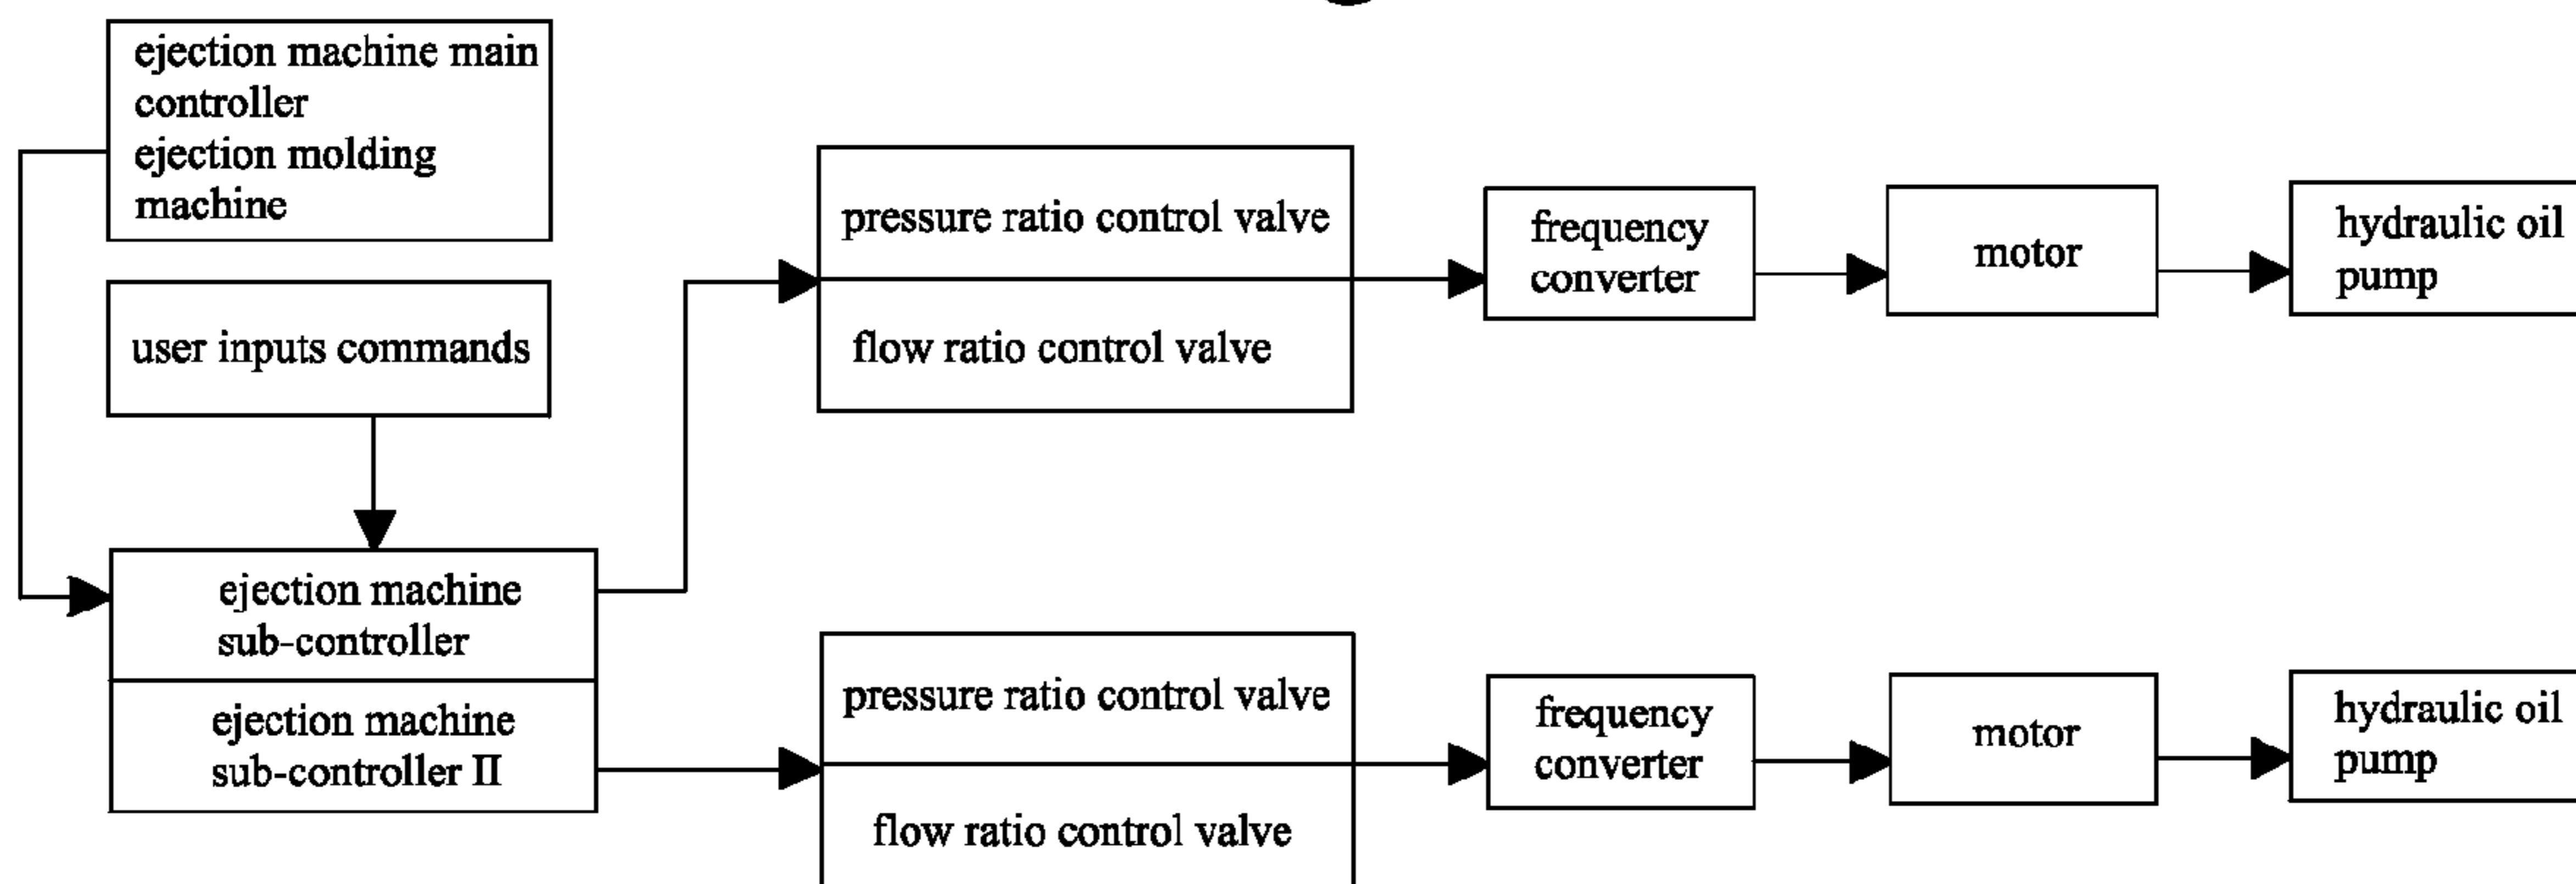 ejection machine main
controller
ejection molding
machine
user inputs commands
ejection machine
sub-controller
ejection machine
sub-controller II
pressure ratio control valve
flow ratio control valve
frequency
converter
motor
hydraulic oil
pump
pressure ratio control valve
flow ratio control valve
frequency
converter
motor
hydraulic oil
pump